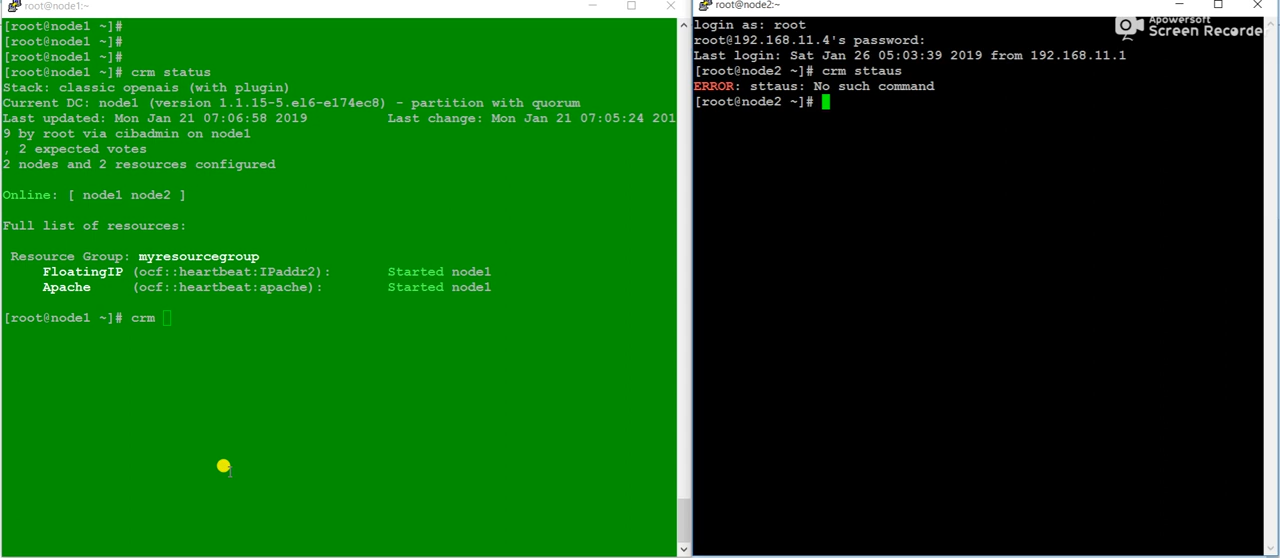 root@node1:~
[root@node1 ~]#
[root@node1 ~]#
[root@node1 ~]#
[root@node1 ~]# crm status
Stack: classic openais (with plugin)
Current DC: node1 (version 1.1.15-5.el6-e174ec8) - partition with quorum
Last updated: Mon Jan 21 07:06:58 2019          Last change: Mon Jan 21 07:05:24 201
9 by root via cibadmin on node1
, 2 expected votes
2 nodes and 2 resources configured
Online: [ node1 node2 ]
Full list of resources:
Resource Group: myresourcegroup
FloatingIP (ocf::heartbeat:IPaddr2):       Started node1
Apache     (ocf::heartbeat:apache):        Started node1
[root@node1 ~]# crm
root@node2:~
login as: root
root@192.168.11.4's password:
Last login: Sat Jan 26 05:03:39 2019 from 192.168.11.1
[root@node2 ~]# crm sttaus
ERROR: sttaus: No such command
[root@node2 ~]#
Apowersoft
Screen Recorder